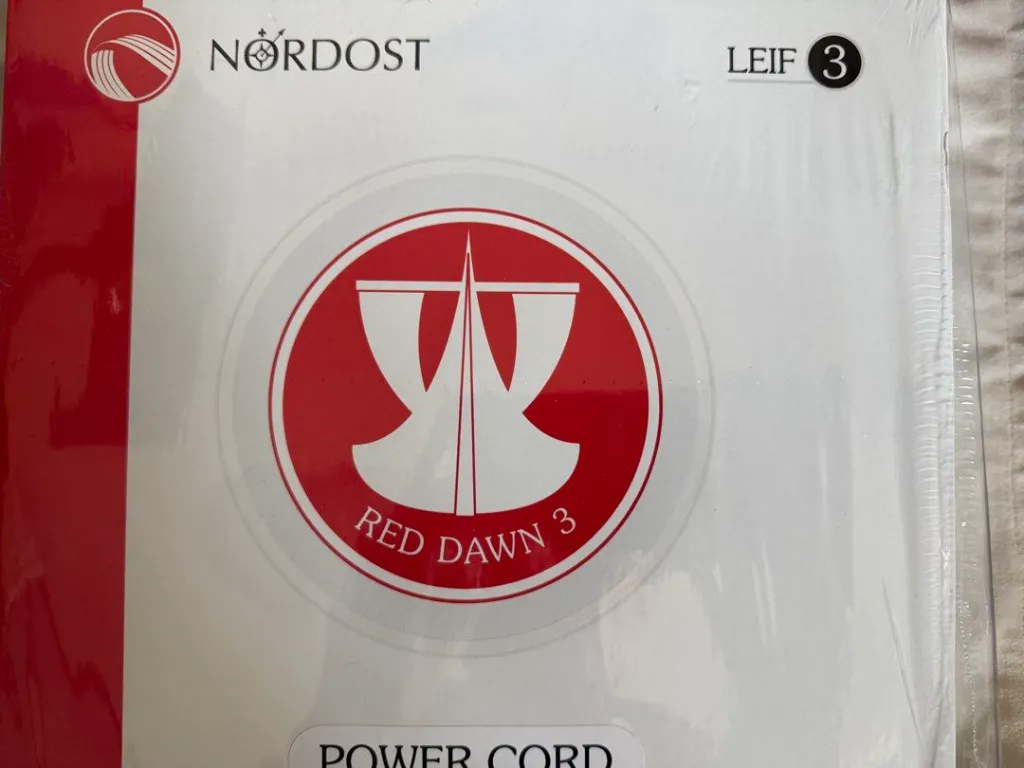 NORDOST
LEIF 3
RED DAWN 3
POWER CORD